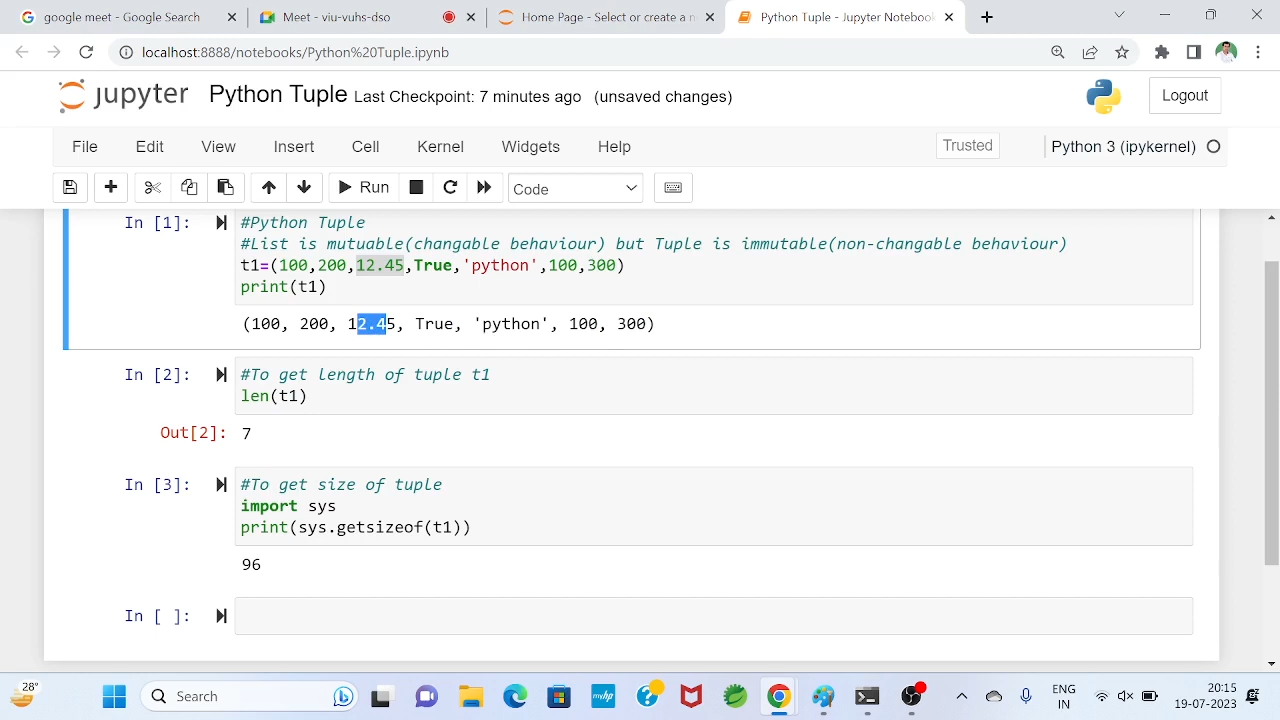 google meet - Google Search
Meet - viu-vuhs-dso
Home Page - Select or create a n
Python Tuple - Jupyter Notebook
localhost:8888/notebooks/Python%20Tuple.ipynb
jupyter Python Tuple Last Checkpoint: 7 minutes ago (unsaved changes)
Logout
File Edit View Insert Cell Kernel Widgets Help
Trusted
Python 3 (ipykernel)
Run
Code
In [1]:
#Python Tuple
#List is mutuable(changable behaviour) but Tuple is immutable(non-changable behaviour)
t1=(100,200,12.45,True,'python',100,300)
print(t1)
(100, 200, 12.45, True, 'python', 100, 300)
In [2]:
#To get length of tuple t1
len(t1)
Out[2]: 7
In [3]:
#To get size of tuple
import sys
print(sys.getsizeof(t1))
96
In [ ]:
28°
Search
myhp
ENG
IN
20:15
19-07-2023